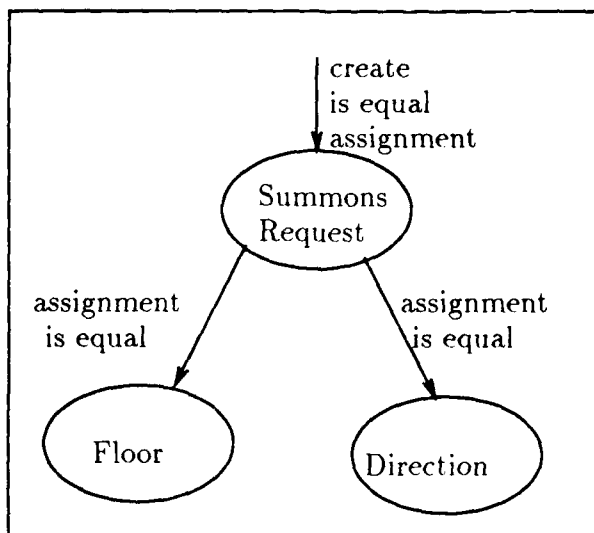 create
is equal
assignment
Summons
Request
assignment
is equal
assignment
is equal
Floor
Direction